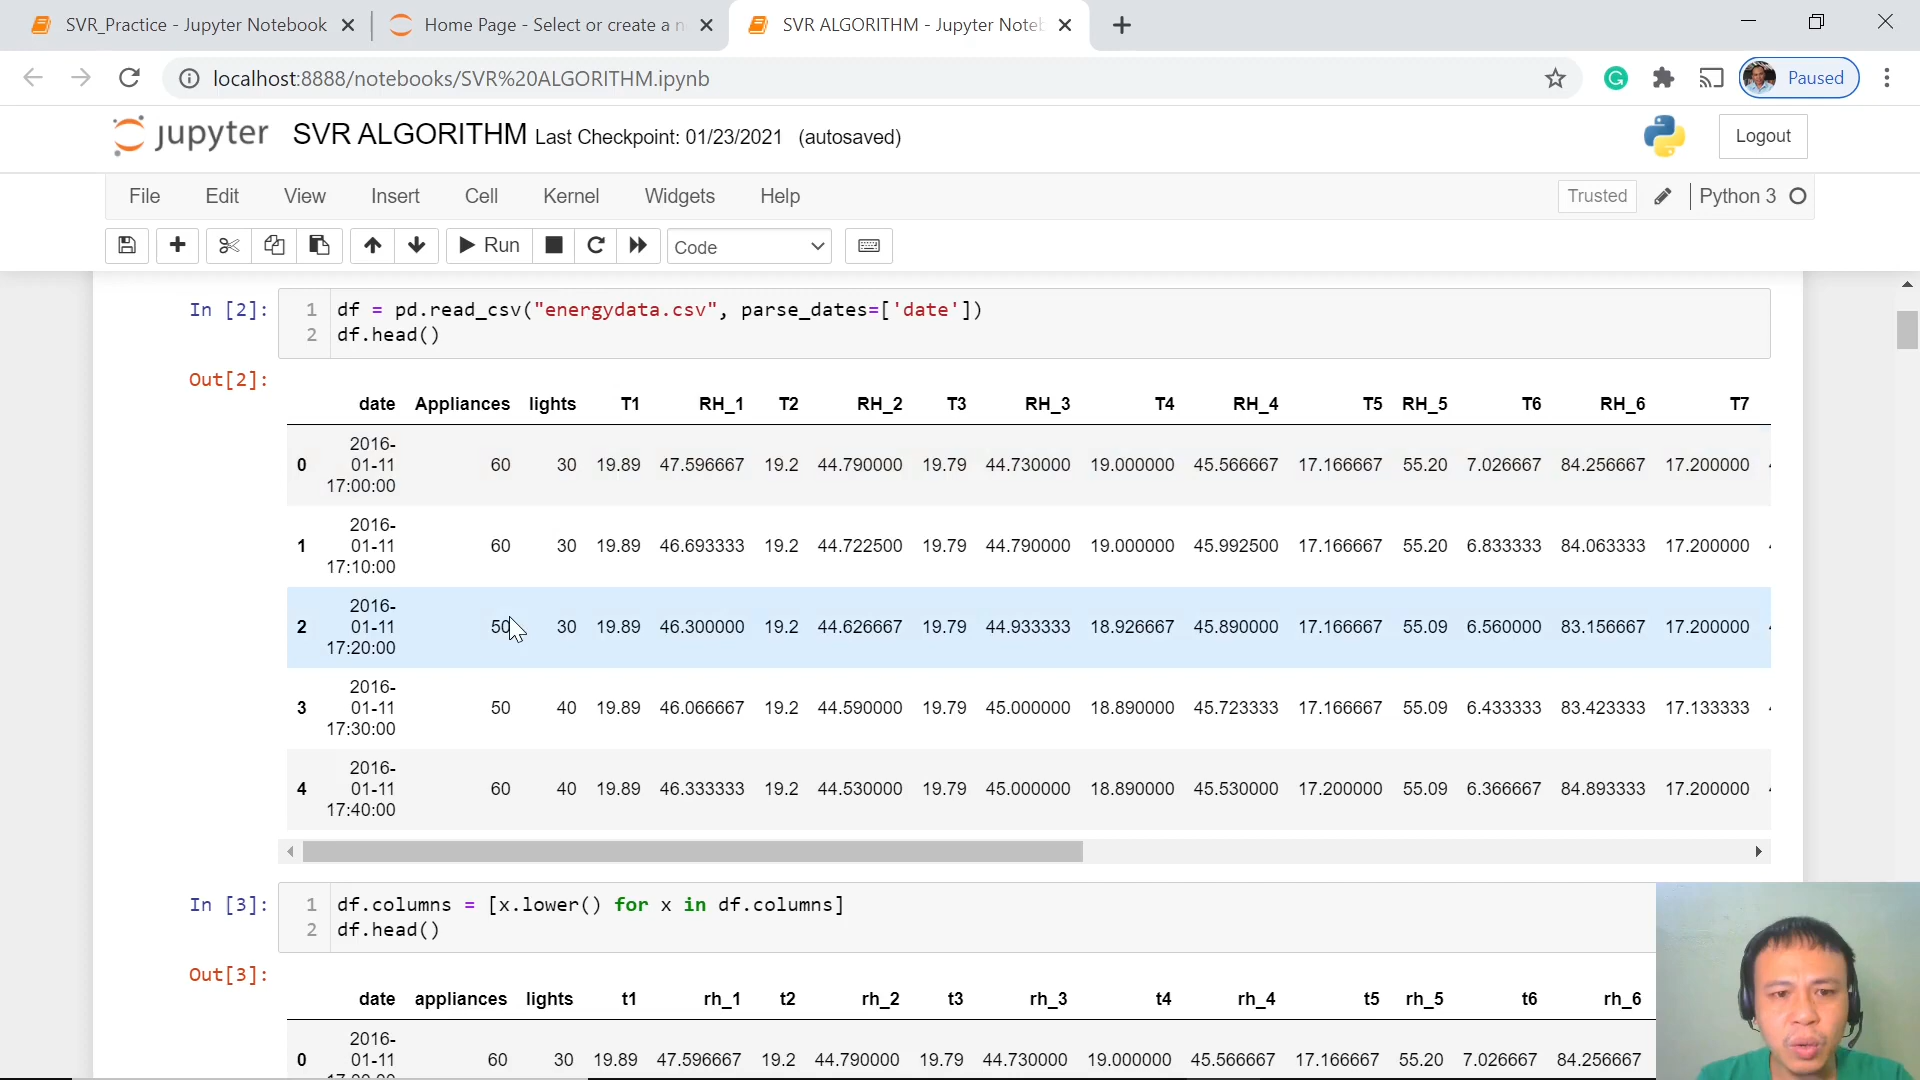 SVR_Practice - Jupyter Notebook
Home Page - Select or create a n
SVR ALGORITHM - Jupyter Noteb
localhost:8888/notebooks/SVR%20ALGORITHM.ipynb
Paused
jupyter SVR ALGORITHM Last Checkpoint: 01/23/2021 (autosaved)
Logout
File Edit View Insert Cell Kernel Widgets Help
Trusted Python 3
Run Code
In [2]: 1 df = pd.read_csv("energydata.csv", parse_dates=['date'])
2 df.head()
Out[2]:
date Appliances lights T1 RH_1 T2 RH_2 T3 RH_3 T4 RH_4 T5 RH_5 T6 RH_6 T7
2016-
0 01-11 60 30 19.89 47.596667 19.2 44.790000 19.79 44.730000 19.000000 45.566667 17.166667 55.20 7.026667 84.256667 17.200000
17:00:00
2016-
1 01-11 60 30 19.89 46.693333 19.2 44.722500 19.79 44.790000 19.000000 45.992500 17.166667 55.20 6.833333 84.063333 17.200000
17:10:00
2016-
2 01-11 50 30 19.89 46.300000 19.2 44.626667 19.79 44.933333 18.926667 45.890000 17.166667 55.09 6.560000 83.156667 17.200000
17:20:00
2016-
3 01-11 50 40 19.89 46.066667 19.2 44.590000 19.79 45.000000 18.890000 45.723333 17.166667 55.09 6.433333 83.423333 17.133333
17:30:00
2016-
4 01-11 60 40 19.89 46.333333 19.2 44.530000 19.79 45.000000 18.890000 45.530000 17.200000 55.09 6.366667 84.893333 17.200000
17:40:00
In [3]: 1 df.columns = [x.lower() for x in df.columns]
2 df.head()
Out[3]:
date appliances lights t1 rh_1 t2 rh_2 t3 rh_3 t4 rh_4 t5 rh_5 t6 rh_6
2016-
0 01-11 60 30 19.89 47.596667 19.2 44.790000 19.79 44.730000 19.000000 45.566667 17.166667 55.20 7.026667 84.256667